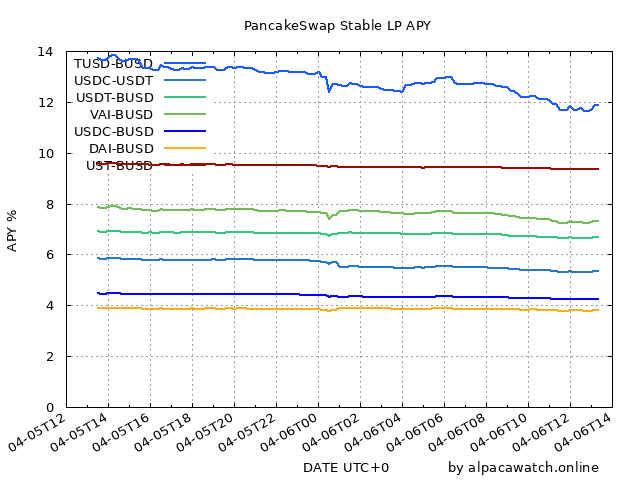 PancakeSwap Stable LP APY
14
12
10
8
6
4
2
0
APY %
TUSD-BUSD
USDC-USDT
USDT-BUSD
VAI-BUSD
USDC-BUSD
DAI-BUSD
UST-BUSD
04-05T12
04-05T14
04-05T16
04-05T18
04-05T20
04-05T22
04-06T00
04-06T02
04-06T04
04-06T06
04-06T08
04-06T10
04-06T12
04-06T14
DATE UTC+0
by alpacawatch.online